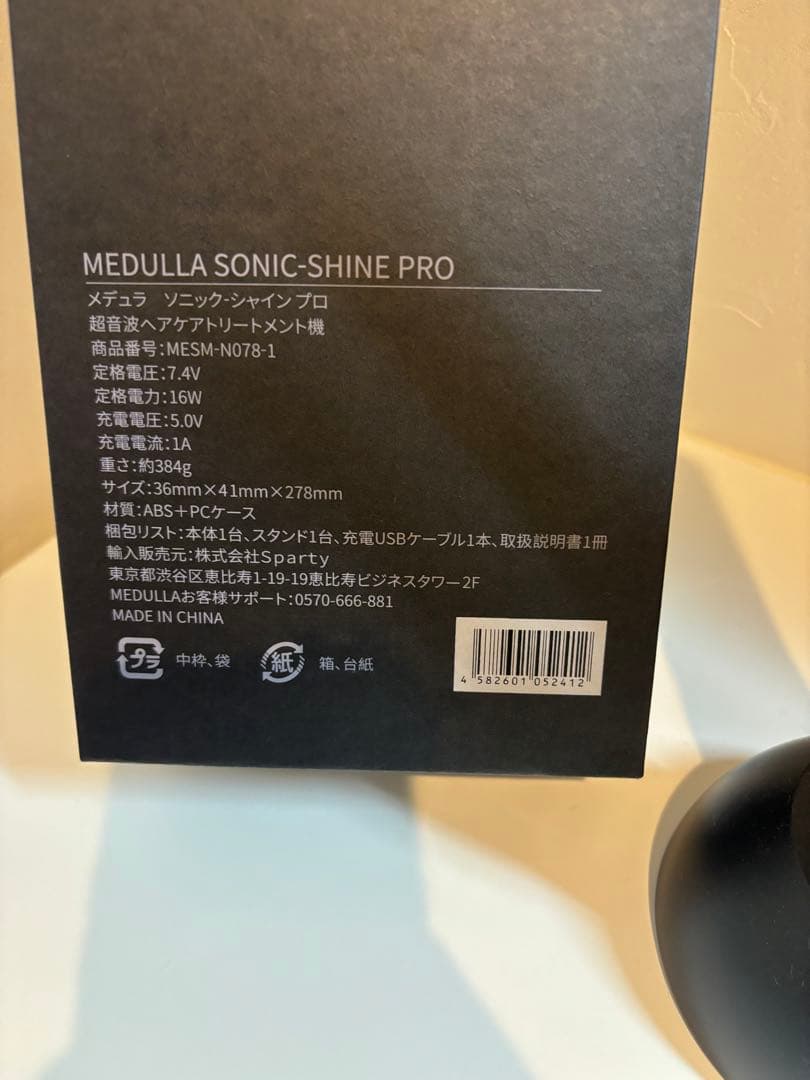 MEDULLA SONIC-SHINE PRO
メデュラ　ソニック-シャイン プロ
超音波ヘアケアトリートメント機
商品番号：MESM-N078-1
定格電圧：7.4V
定格電力：16W
充電電圧：5.0V
充電電流：1A
重さ：約384g
サイズ：36mm×41mm×278mm
材質：ABS＋PCケース
梱包リスト：本体1台、スタンド1台、充電USBケーブル1本、取扱説明書1冊
輸入販売元：株式会社Sparty
東京都渋谷区恵比寿1-19-19恵比寿ビジネスタワー2F
MEDULLAお客様サポート：0570-666-881
MADE IN CHINA
プラ 中枠、袋 紙 箱、台紙
4 582601 052412